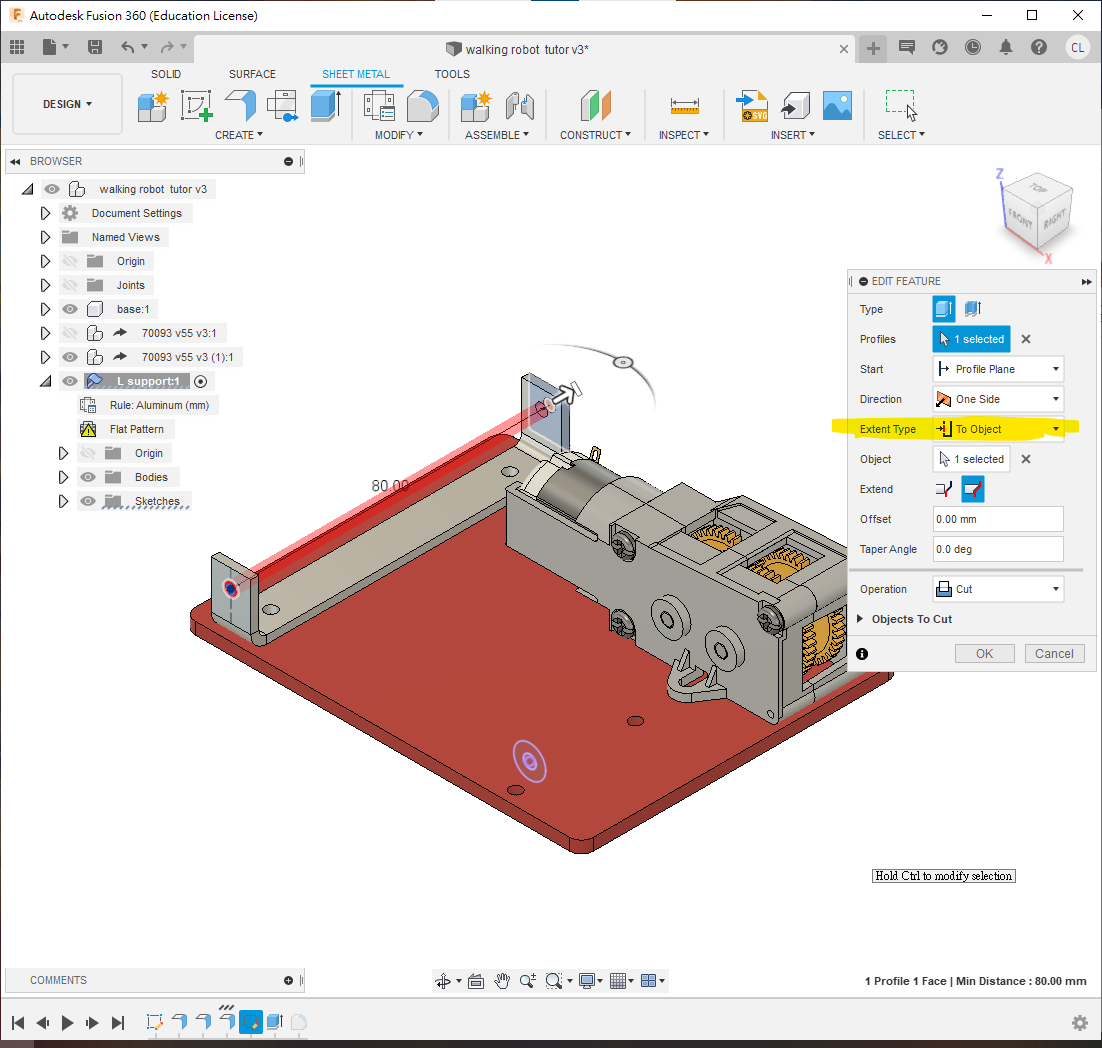 Autodesk Fusion 360 (Education License)
walking robot tutor v3*
CL
SOLID SURFACE SHEET METAL TOOLS
DESIGN
SVG
CREATE MODIFY ASSEMBLE CONSTRUCT INSPECT INSERT SELECT
BROWSER
walking robot tutor v3
Document Settings
Named Views
Origin
Joints
base:1
70093 v55 v3:1
70093 v55 v3 (1):1
L support:1
Rule: Aluminum (mm)
Flat Pattern
Origin
Bodies
Sketches
80.00
Z
TOP
FRONT RIGHT
X
EDIT FEATURE
Type
Profiles 1 selected
Start Profile Plane
Direction One Side
Extent Type To Object
Object 1 selected
Extend
Offset 0.00 mm
Taper Angle 0.0 deg
Operation Cut
Objects To Cut
OK Cancel
Hold Ctrl to modify selection
COMMENTS
1 Profile 1 Face | Min Distance : 80.00 mm